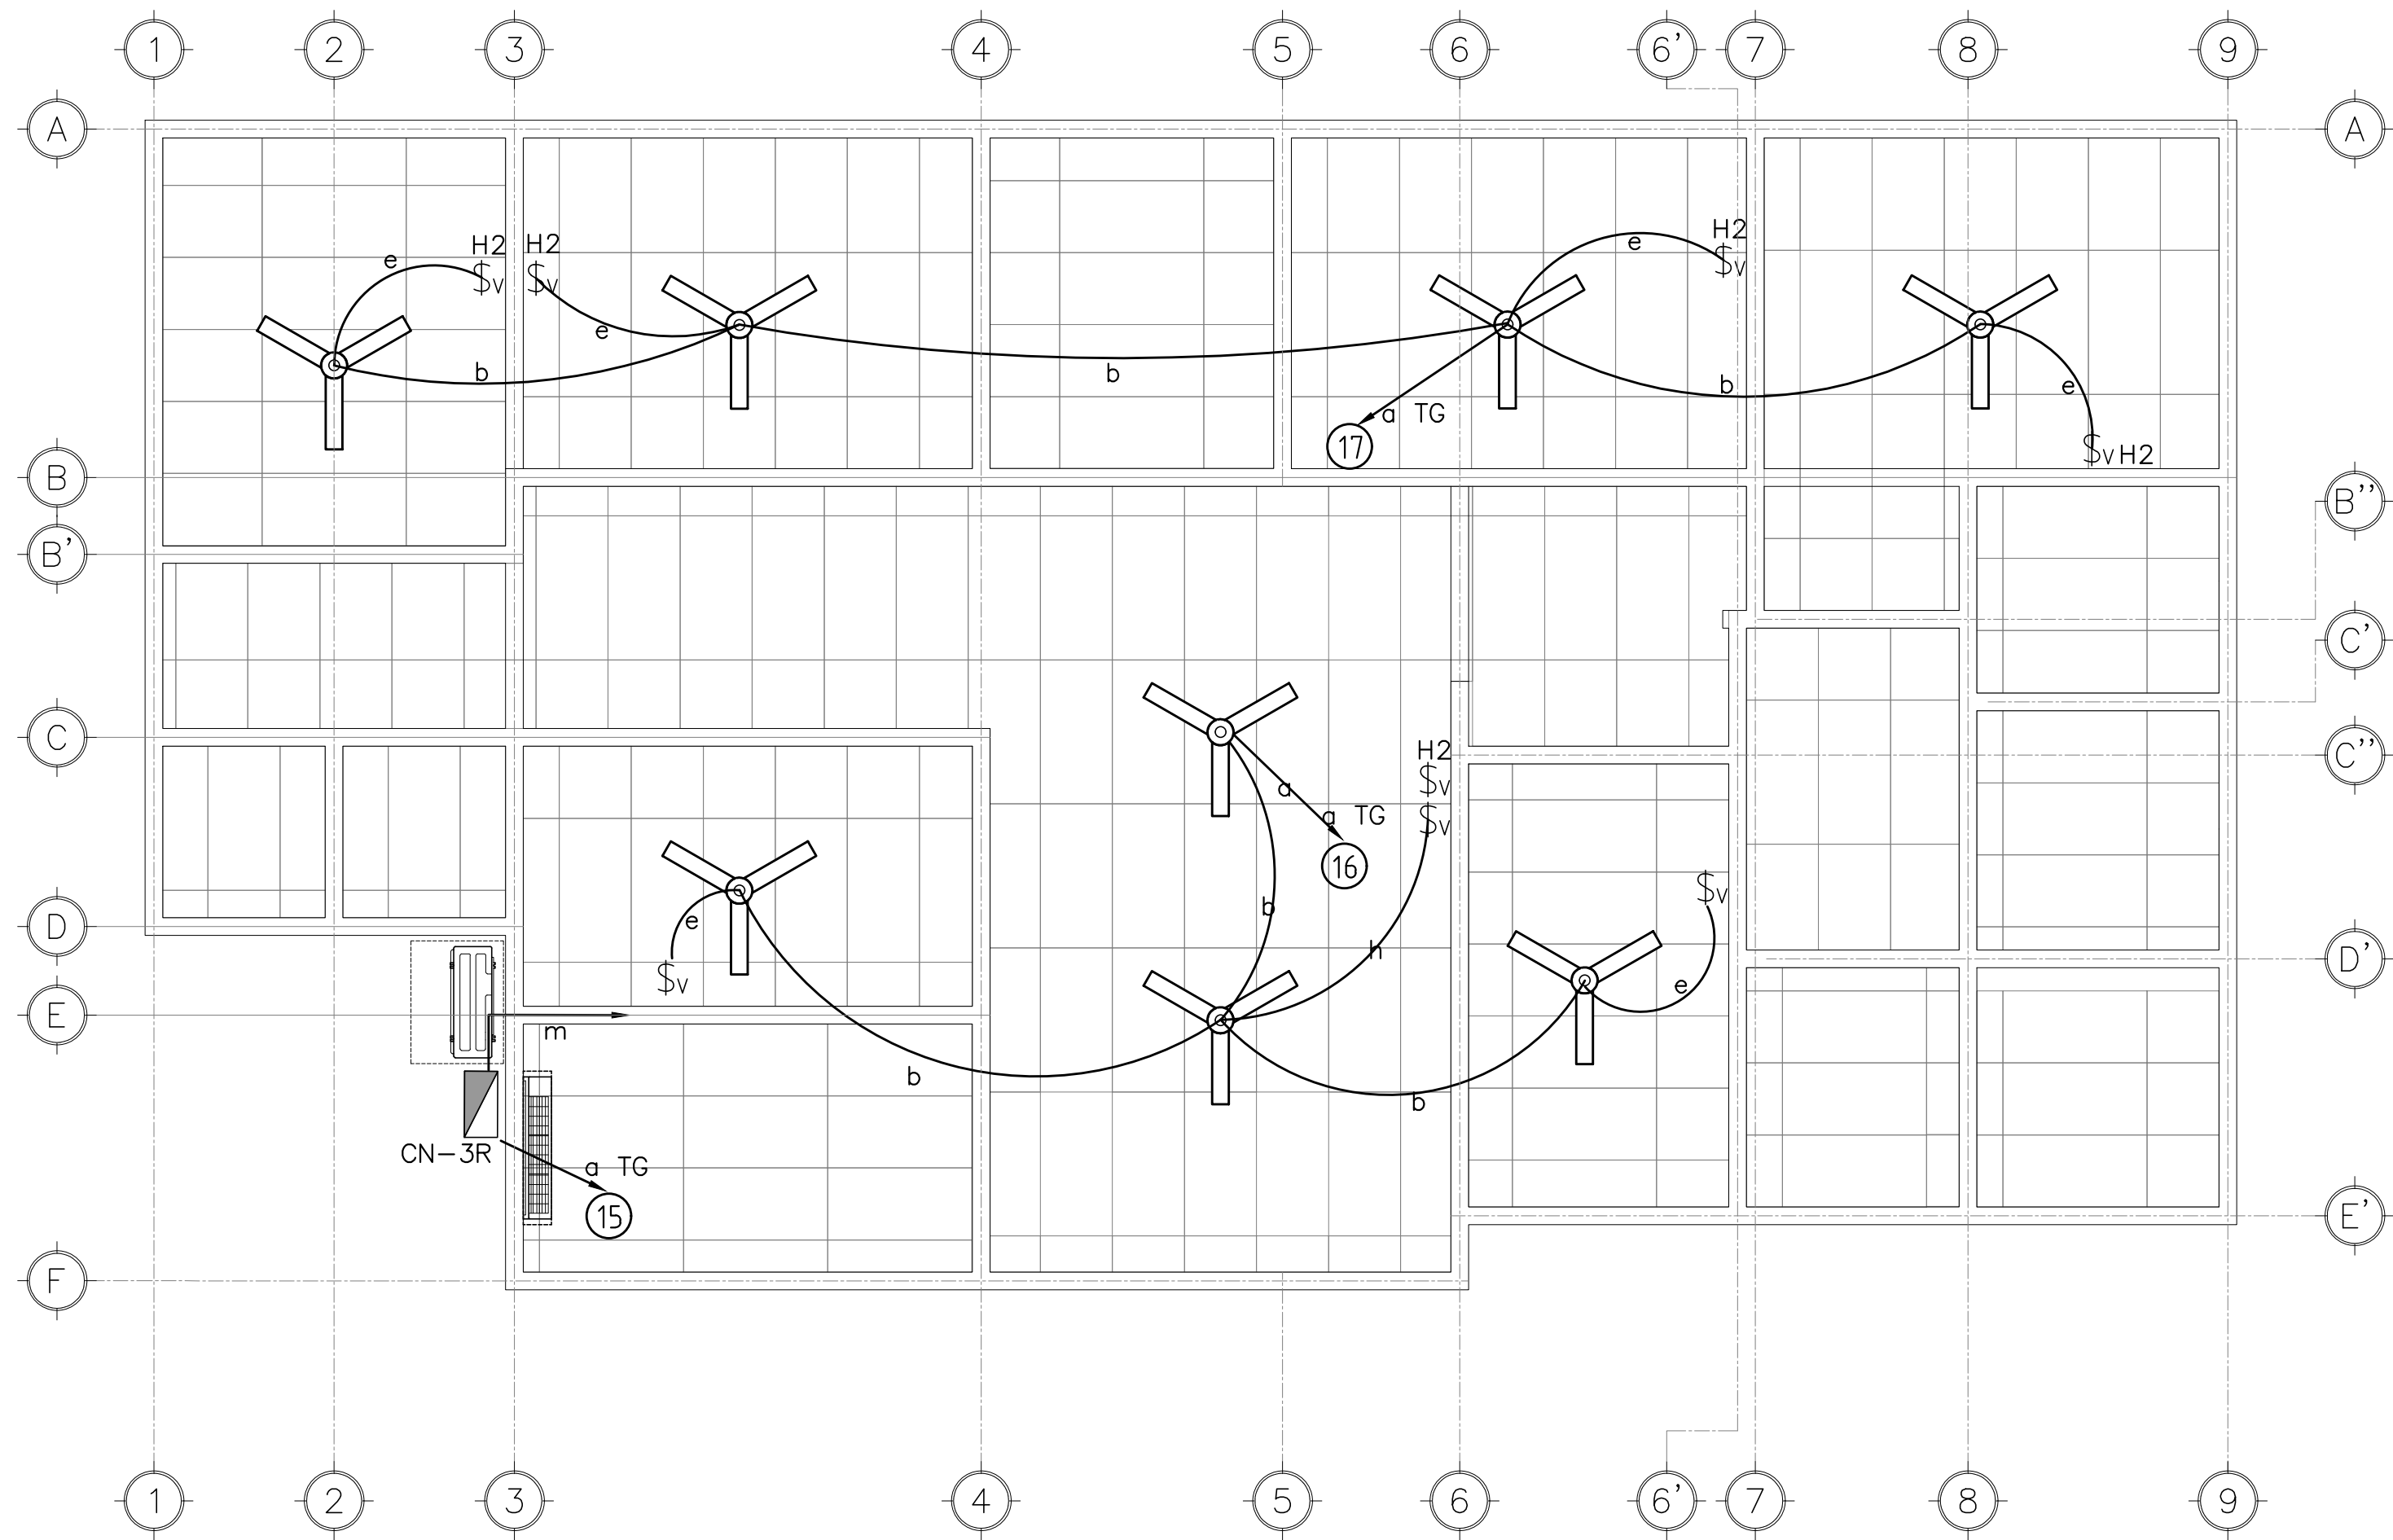 1 2 3 4 5 6 6' 7 8 9
A A
H2 H2 H2
$v $v $v
e e e e
b b b
a TG
17
$v H2
B B''
B'
C'
C C''
H2
$v
$v
a
a TG
16
$v
e b h e
$v
D D'
E
m
b b
CN-3R
a TG
15
E'
F
1 2 3 4 5 6 6' 7 8 9